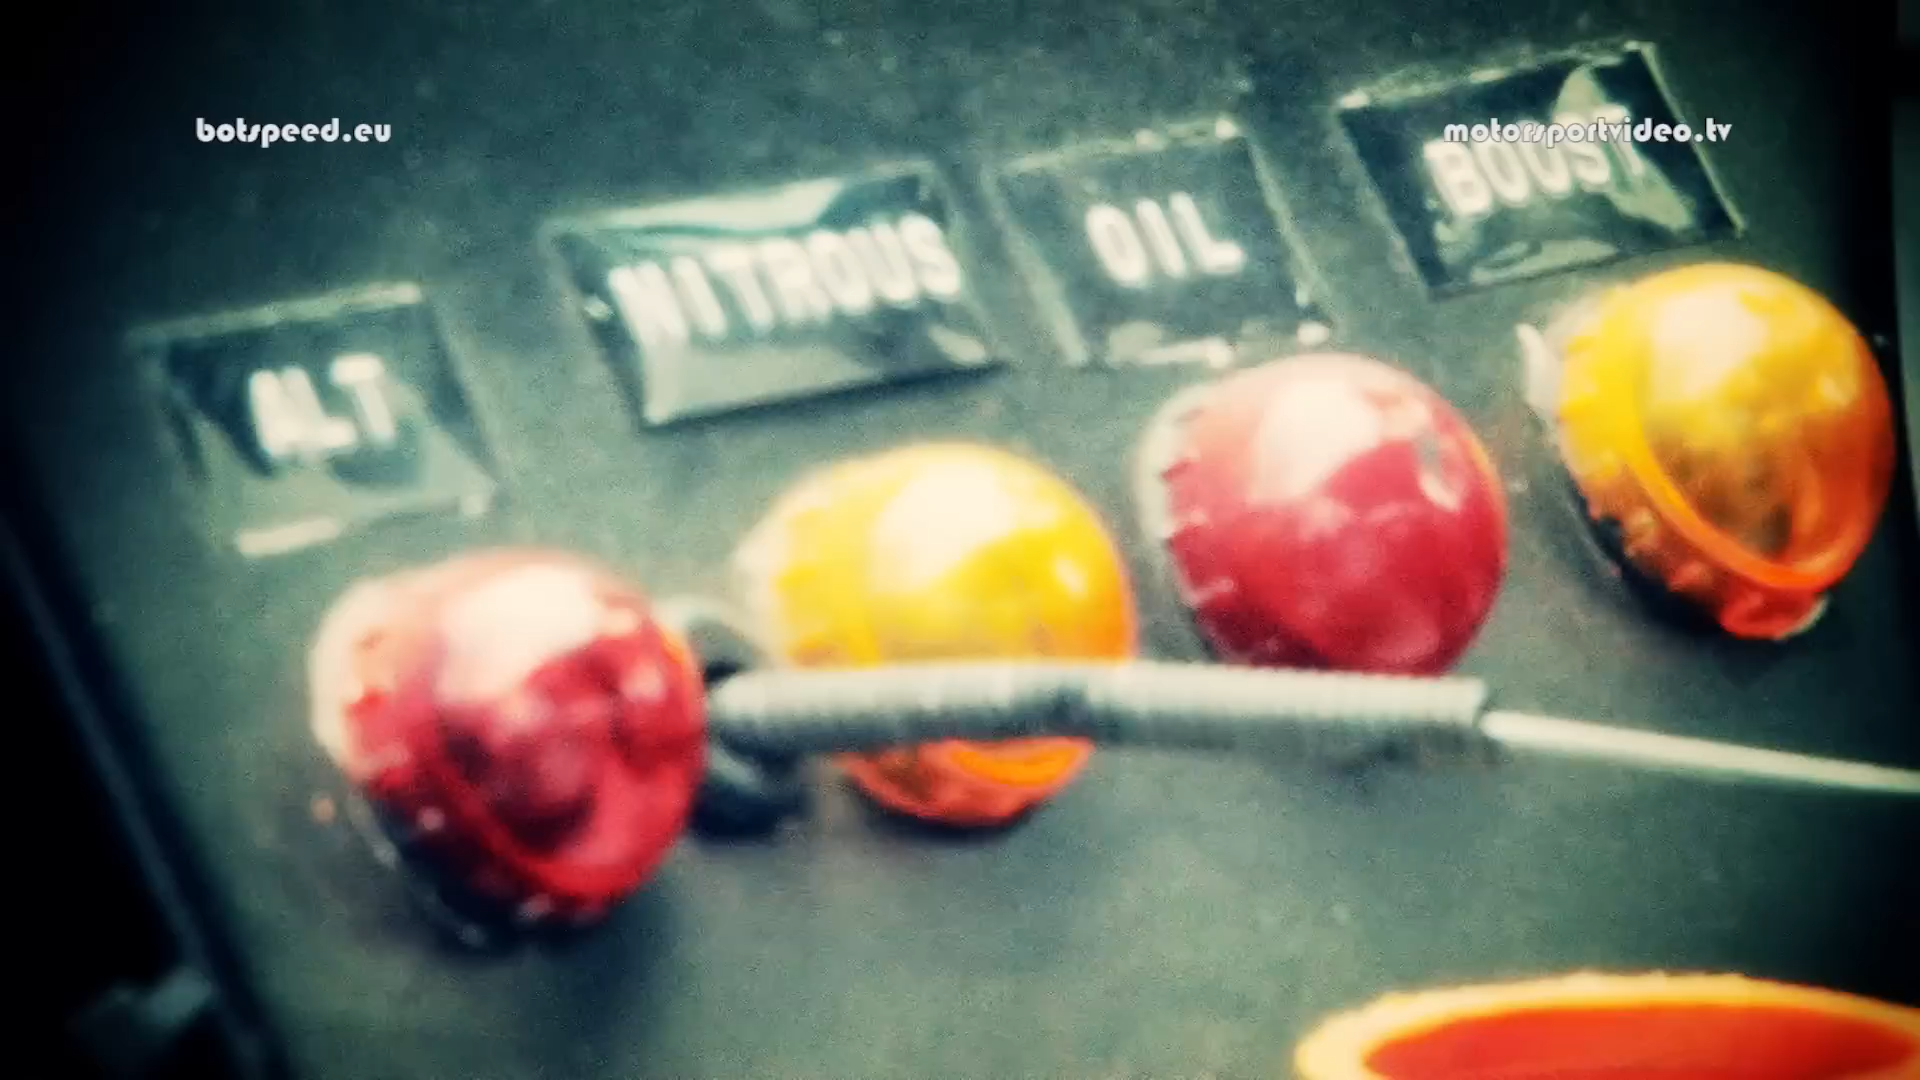 botspeed.eu
motorsportvideo.tv
ALT
NITROUS
OIL
BOOST